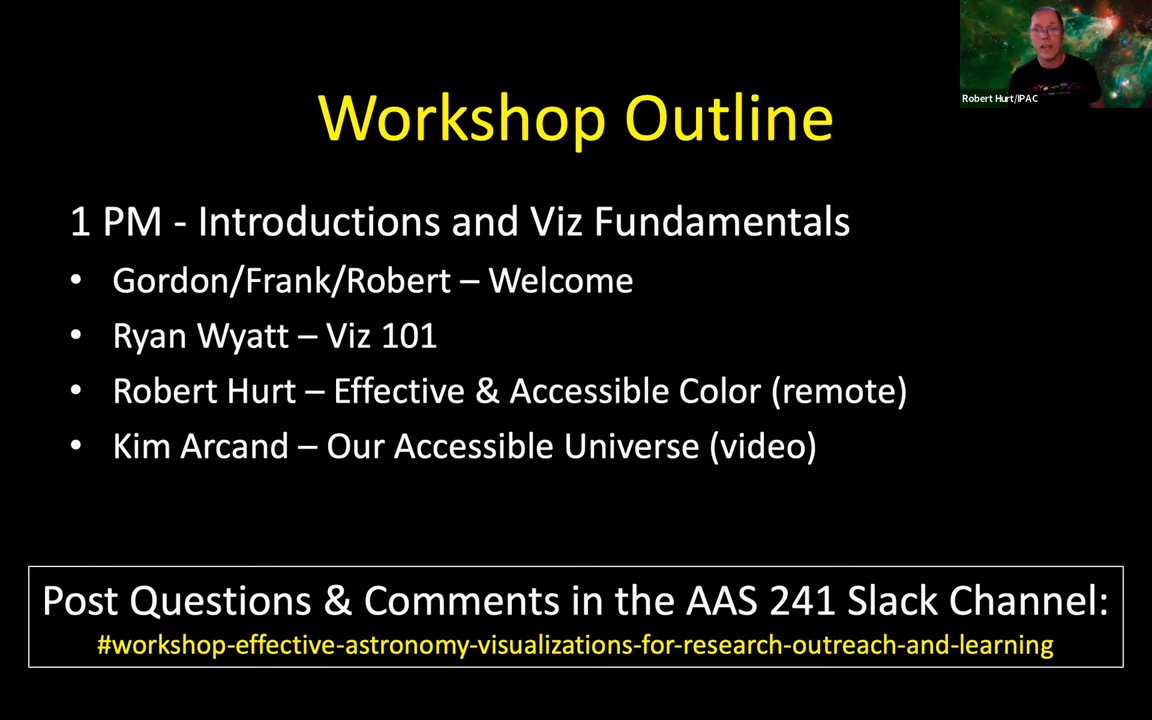 Robert Hurt/IPAC
Workshop Outline
1 PM - Introductions and Viz Fundamentals
• Gordon/Frank/Robert – Welcome
• Ryan Wyatt – Viz 101
• Robert Hurt – Effective & Accessible Color (remote)
• Kim Arcand – Our Accessible Universe (video)
Post Questions & Comments in the AAS 241 Slack Channel:
#workshop-effective-astronomy-visualizations-for-research-outreach-and-learning